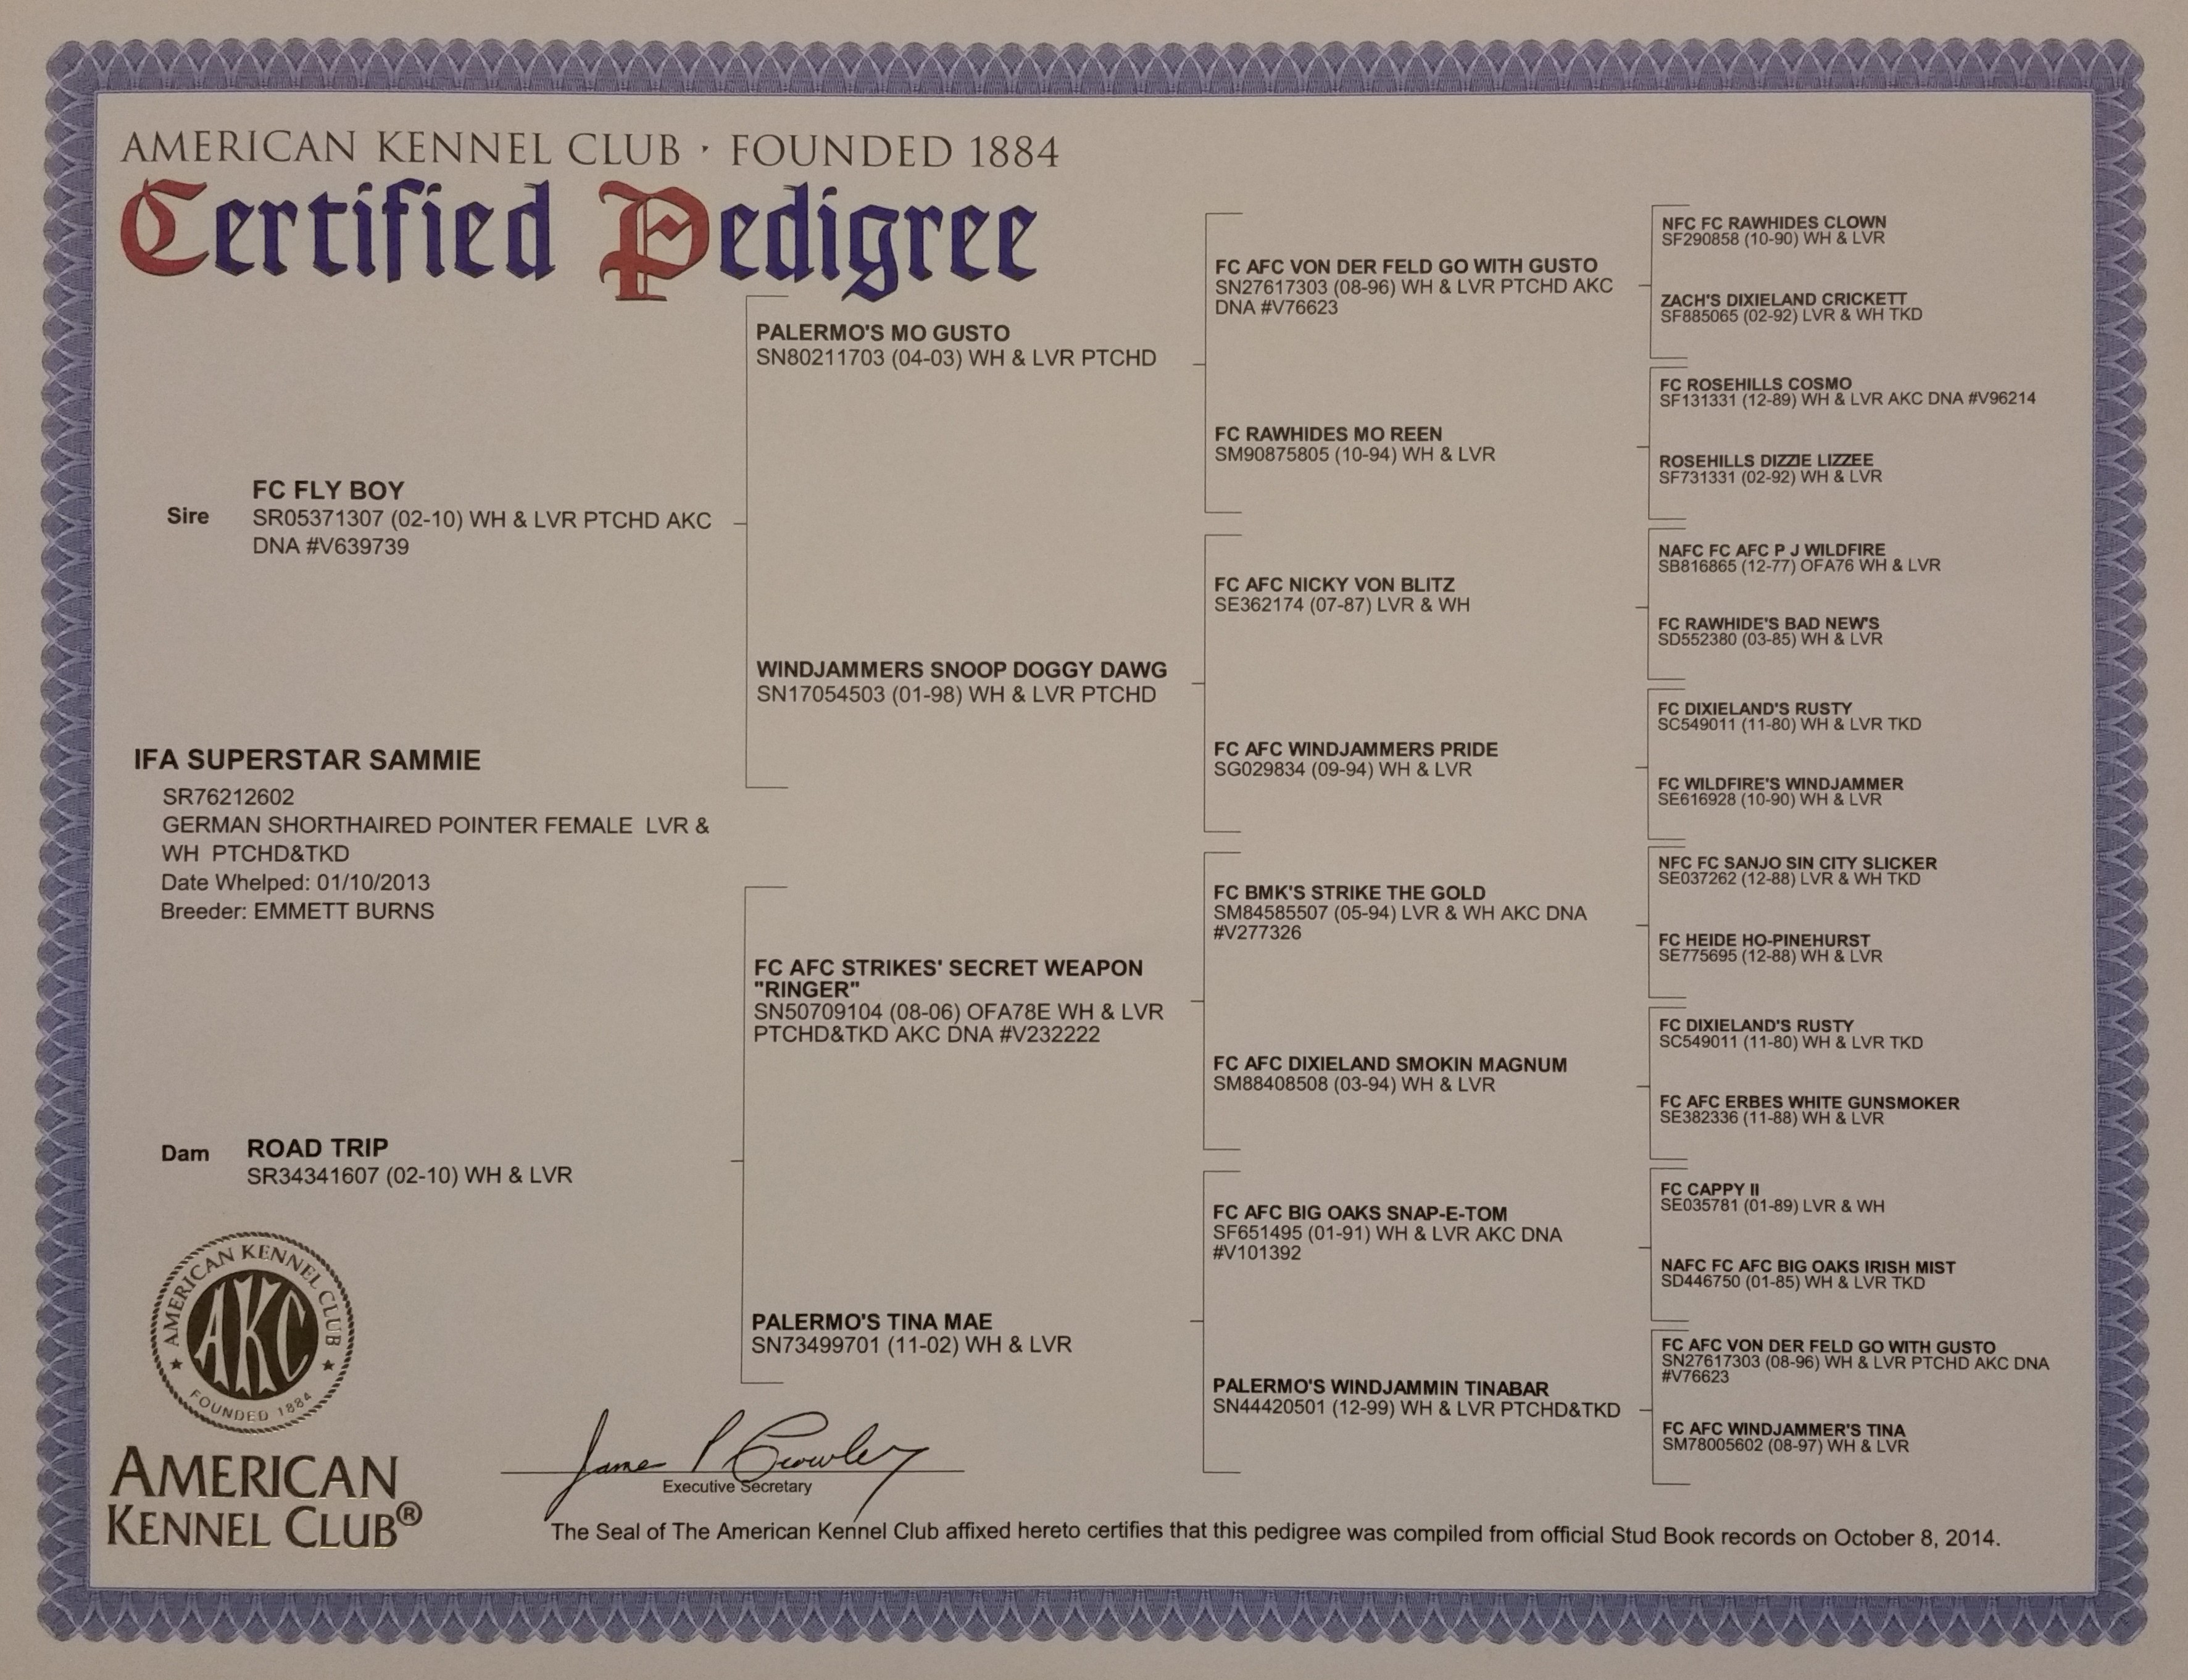 AMERICAN KENNEL CLUB · FOUNDED 1884
Certified Pedigree
Sire
FC FLY BOY
SR05371307 (02-10) WH & LVR PTCHD AKC
DNA #V639739
IFA SUPERSTAR SAMMIE
SR76212602
GERMAN SHORTHAIRED POINTER FEMALE LVR &
WH PTCHD&TKD
Date Whelped: 01/10/2013
Breeder: EMMETT BURNS
Dam
ROAD TRIP
SR34341607 (02-10) WH & LVR
PALERMO'S MO GUSTO
SN80211703 (04-03) WH & LVR PTCHD
WINDJAMMERS SNOOP DOGGY DAWG
SN17054503 (01-98) WH & LVR PTCHD
FC AFC STRIKES' SECRET WEAPON
"RINGER"
SN50709104 (08-06) OFA78E WH & LVR
PTCHD&TKD AKC DNA #V232222
PALERMO'S TINA MAE
SN73499701 (11-02) WH & LVR
FC AFC VON DER FELD GO WITH GUSTO
SN27617303 (08-96) WH & LVR PTCHD AKC
DNA #V76623
FC RAWHIDES MO REEN
SM90875805 (10-94) WH & LVR
FC AFC NICKY VON BLITZ
SE362174 (07-87) LVR & WH
FC AFC WINDJAMMERS PRIDE
SG029834 (09-94) WH & LVR
FC BMK'S STRIKE THE GOLD
SM84585507 (05-94) LVR & WH AKC DNA
#V277326
FC AFC DIXIELAND SMOKIN MAGNUM
SM88408508 (03-94) WH & LVR
FC AFC BIG OAKS SNAP-E-TOM
SF651495 (01-91) WH & LVR AKC DNA
#V101392
PALERMO'S WINDJAMMIN TINABAR
SN44420501 (12-99) WH & LVR PTCHD&TKD
NFC FC RAWHIDES CLOWN
SF290858 (10-90) WH & LVR
ZACH'S DIXIELAND CRICKETT
SF885065 (02-92) LVR & WH TKD
FC ROSEHILLS COSMO
SF131331 (12-89) WH & LVR AKC DNA #V96214
ROSEHILLS DIZZIE LIZZEE
SF731331 (02-92) WH & LVR
NAFC FC AFC P J WILDFIRE
SB816865 (12-77) OFA76 WH & LVR
FC RAWHIDE'S BAD NEW'S
SD552380 (03-85) WH & LVR
FC DIXIELAND'S RUSTY
SC549011 (11-80) WH & LVR TKD
FC WILDFIRE'S WINDJAMMER
SE616928 (10-90) WH & LVR
NFC FC SANJO SIN CITY SLICKER
SE037262 (12-88) LVR & WH TKD
FC HEIDE HO-PINEHURST
SE775695 (12-88) WH & LVR
FC DIXIELAND'S RUSTY
SC549011 (11-80) WH & LVR TKD
FC AFC ERBES WHITE GUNSMOKER
SE382336 (11-88) WH & LVR
FC CAPPY II
SE035781 (01-89) LVR & WH
NAFC FC AFC BIG OAKS IRISH MIST
SD446750 (01-85) WH & LVR TKD
FC AFC VON DER FELD GO WITH GUSTO
SN27617303 (08-96) WH & LVR PTCHD AKC DNA
#V76623
FC AFC WINDJAMMER'S TINA
SM78005602 (08-97) WH & LVR
AMERICAN KENNEL CLUB
AKC
FOUNDED 1884
AMERICAN
KENNEL CLUB®
James P Crowley
Executive Secretary
The Seal of The American Kennel Club affixed hereto certifies that this pedigree was compiled from official Stud Book records on October 8, 2014.